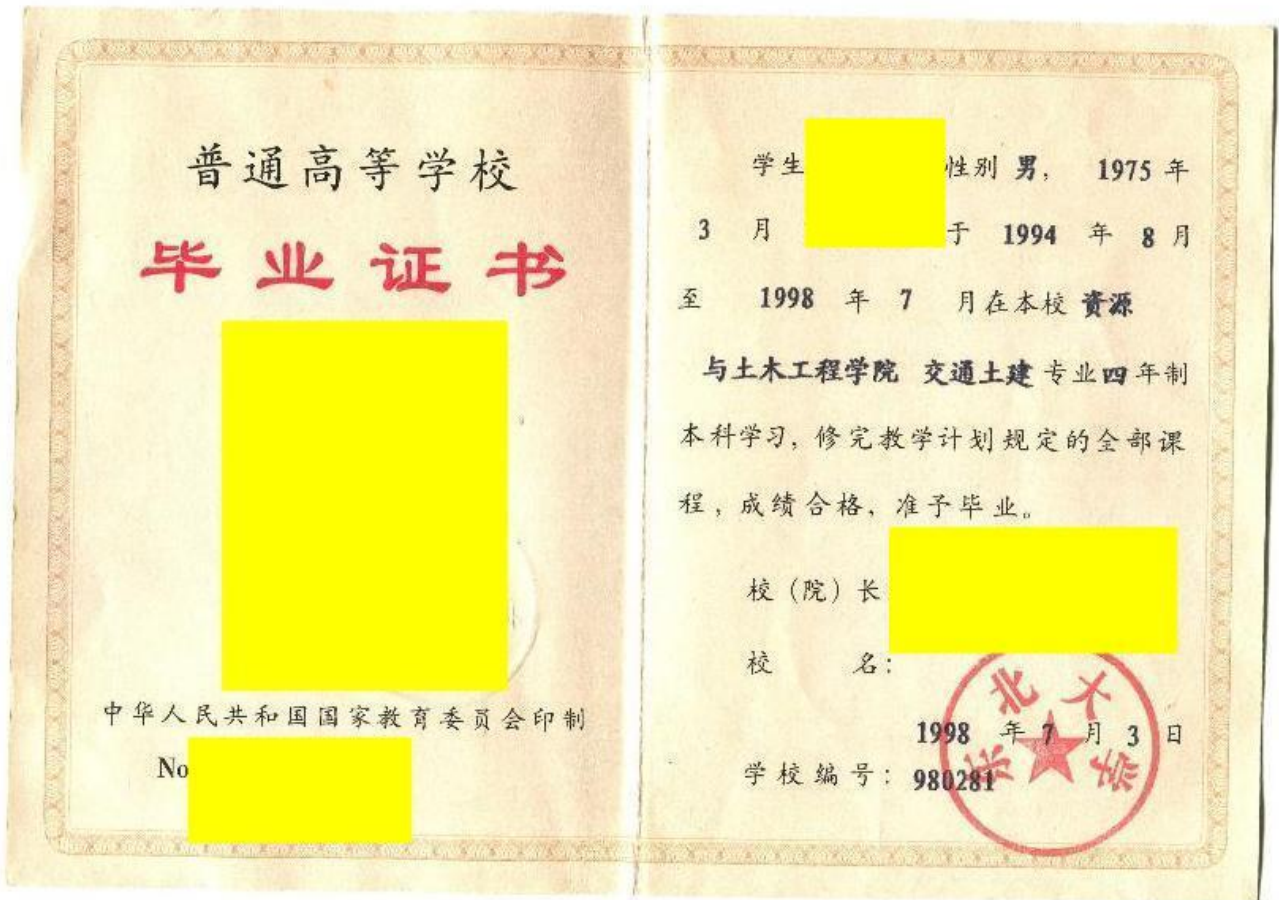 普通高等学校
毕业证书
中华人民共和国国家教育委员会印制
No
学生 性别 男, 1975 年
3 月 于 1994 年 8 月
至 1998 年 7 月在本校 资源
与土木工程学院 交通土建 专业四年制
本科学习, 修完教学计划规定的全部课
程, 成绩合格, 准予毕业。
校(院)长
校 名:
东北大学
1998 年 7 月 3 日
学校编号: 980281